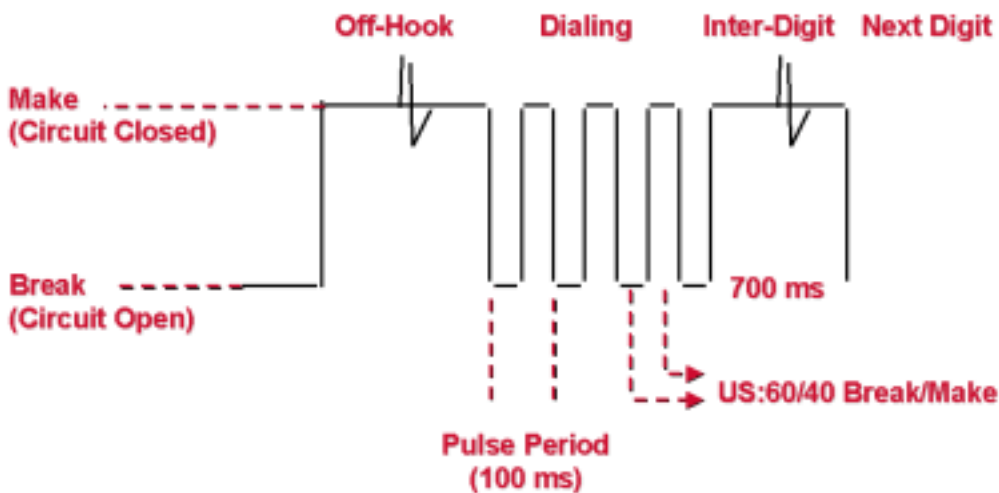 Off-Hook Dialing Inter-Digit Next Digit
Make
(Circuit Closed)
Break
(Circuit Open)
700 ms
US:60/40 Break/Make
Pulse Period
(100 ms)